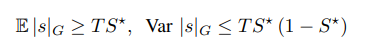 𝔼 |s|_G ≥ TS⋆, Var |s|_G ≤ TS⋆ (1 − S⋆)